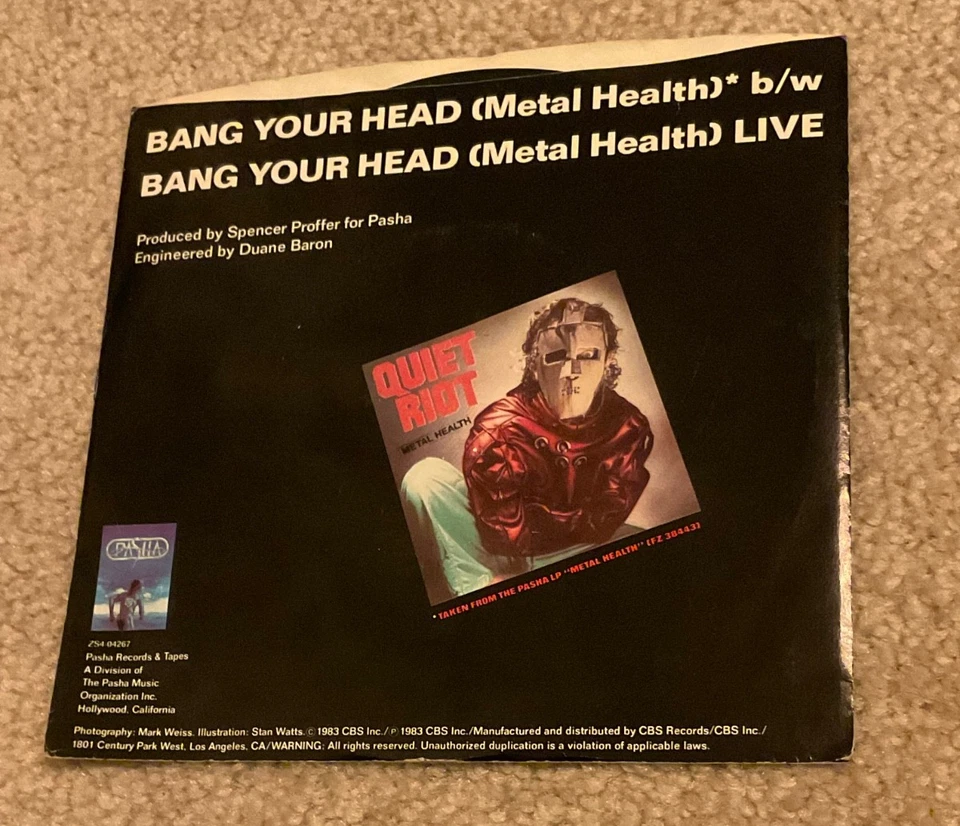 BANG YOUR HEAD (Metal Health)* b/w
BANG YOUR HEAD (Metal Health) LIVE
Produced by Spencer Proffer for Pasha
Engineered by Duane Baron
QUIET
RIOT
METAL HEALTH
*TAKEN FROM THE PASHA LP "METAL HEALTH" (FZ 38443)
PASHA
ZS4 04267
Pasha Records & Tapes
A Division of
The Pasha Music
Organization Inc.
Hollywood, California
Photography: Mark Weiss. Illustration: Stan Watts. © 1983 CBS Inc./℗ 1983 CBS Inc./Manufactured and distributed by CBS Records/CBS Inc./
1801 Century Park West, Los Angeles, CA/WARNING: All rights reserved. Unauthorized duplication is a violation of applicable laws.